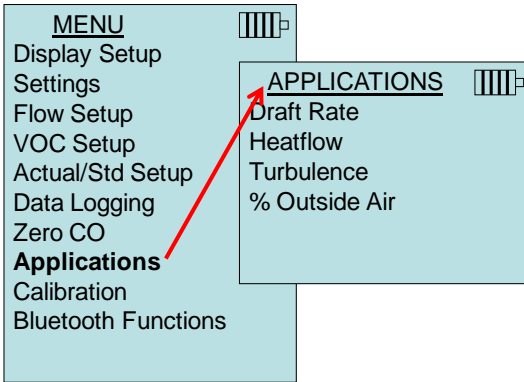 MENU
Display Setup
Settings
Flow Setup
VOC Setup
Actual/Std Setup
Data Logging
Zero CO
Applications
Calibration
Bluetooth Functions
APPLICATIONS
Draft Rate
Heatflow
Turbulence
% Outside Air